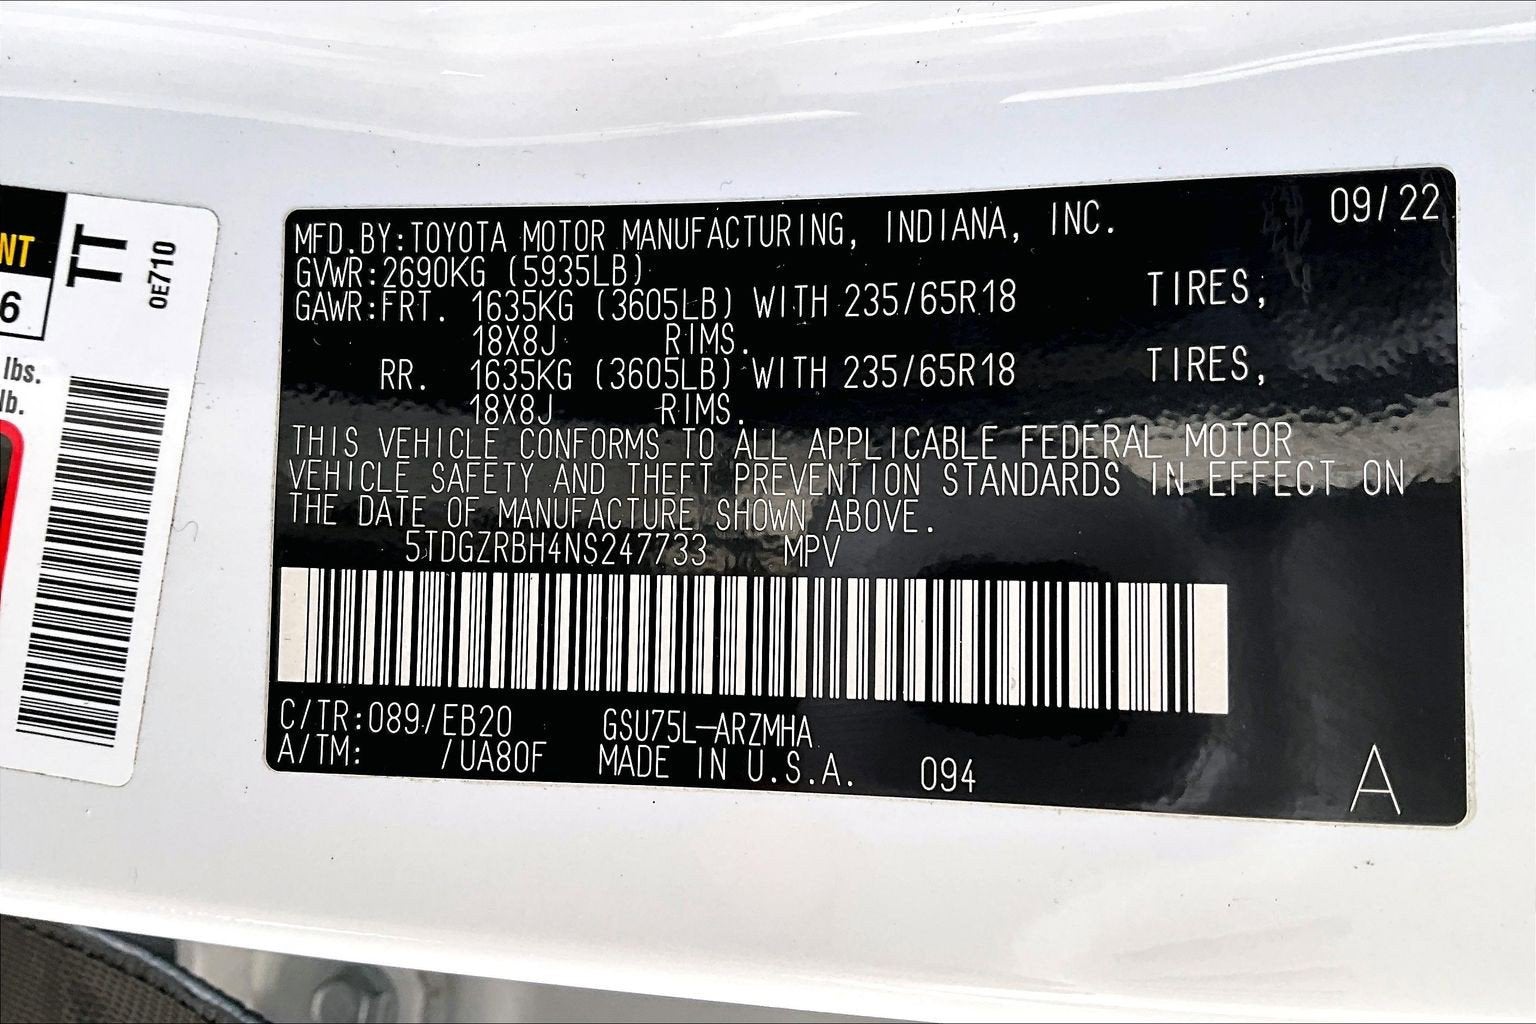 NT
6
TT
0E710
lbs.
lb.
09/22
MFD.BY:TOYOTA MOTOR MANUFACTURING, INDIANA, INC.
GVWR:2690KG (5935LB)
GAWR:FRT. 1635KG (3605LB) WITH 235/65R18 TIRES,
18X8J RIMS.
RR. 1635KG (3605LB) WITH 235/65R18 TIRES,
18X8J RIMS.
THIS VEHICLE CONFORMS TO ALL APPLICABLE FEDERAL MOTOR
VEHICLE SAFETY AND THEFT PREVENTION STANDARDS IN EFFECT ON
THE DATE OF MANUFACTURE SHOWN ABOVE.
5TDGZRBH4NS247733 MPV
C/TR:089/EB20 GSU75L-ARZMHA
A/TM: /UA80F MADE IN U.S.A. 094 A